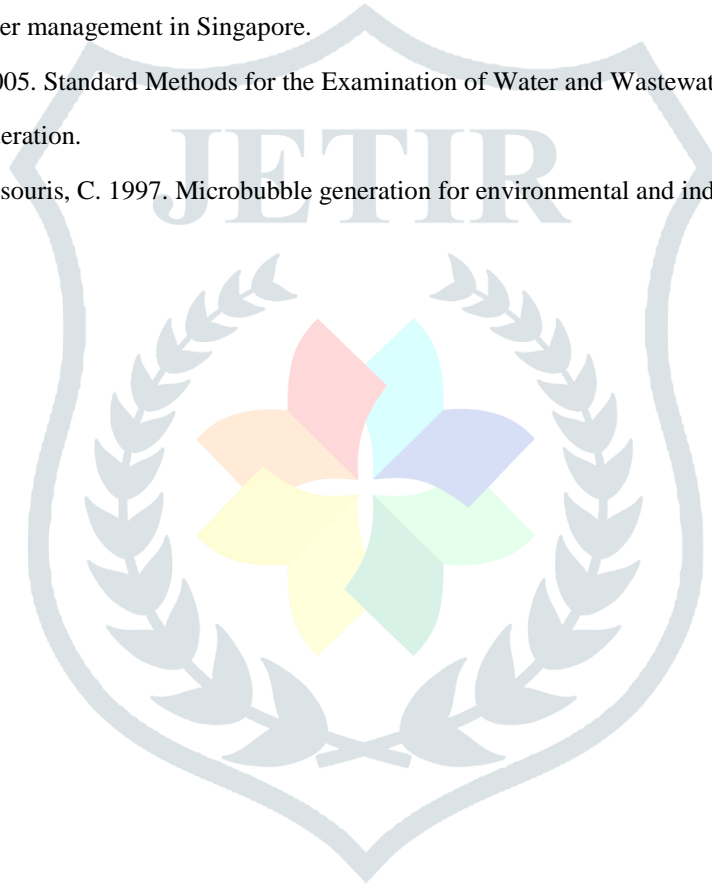 er management in Singapore.
005. Standard Methods for the Examination of Water and Wastewat
eration.
souris, C. 1997. Microbubble generation for environmental and ind
JETIR